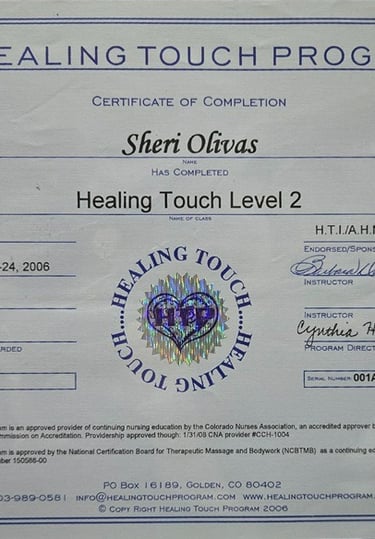 EALING TOUCH PROG
CERTIFICATE OF COMPLETION
Sheri Olivas
NAME
HAS COMPLETED
Healing Touch Level 2
NAME OF CLASS
H.T.I./A.H.N
ENDORSED/SPONS
-24, 2006
INSTRUCTOR
HEALING TOUCH....HEALING TOUCH....
HTP
INSTRUCTOR
Cynthia H
PROGRAM DIRECT
RDED
SERIAL NUMBER 001A
am is an approved provider of continuing nursing education by the Colorado Nurses Association, an accredited approver b
mmission on Accreditation. Providership approved though: 1/31/08 CNA provider #CCH-1004
am is approved by the National Certification Board for Therapeutic Massage and Bodywork (NCBTMB) as a continuing ed
mber 150566-00
PO BOX 16189, GOLDEN, CO 80402
03-989-0581 INFO@HEALINGTOUCHPROGRAM.COM WWW.HEALINGTOUCHPROGRAM.
© COPY RIGHT HEALING TOUCH PROGRAM 2006